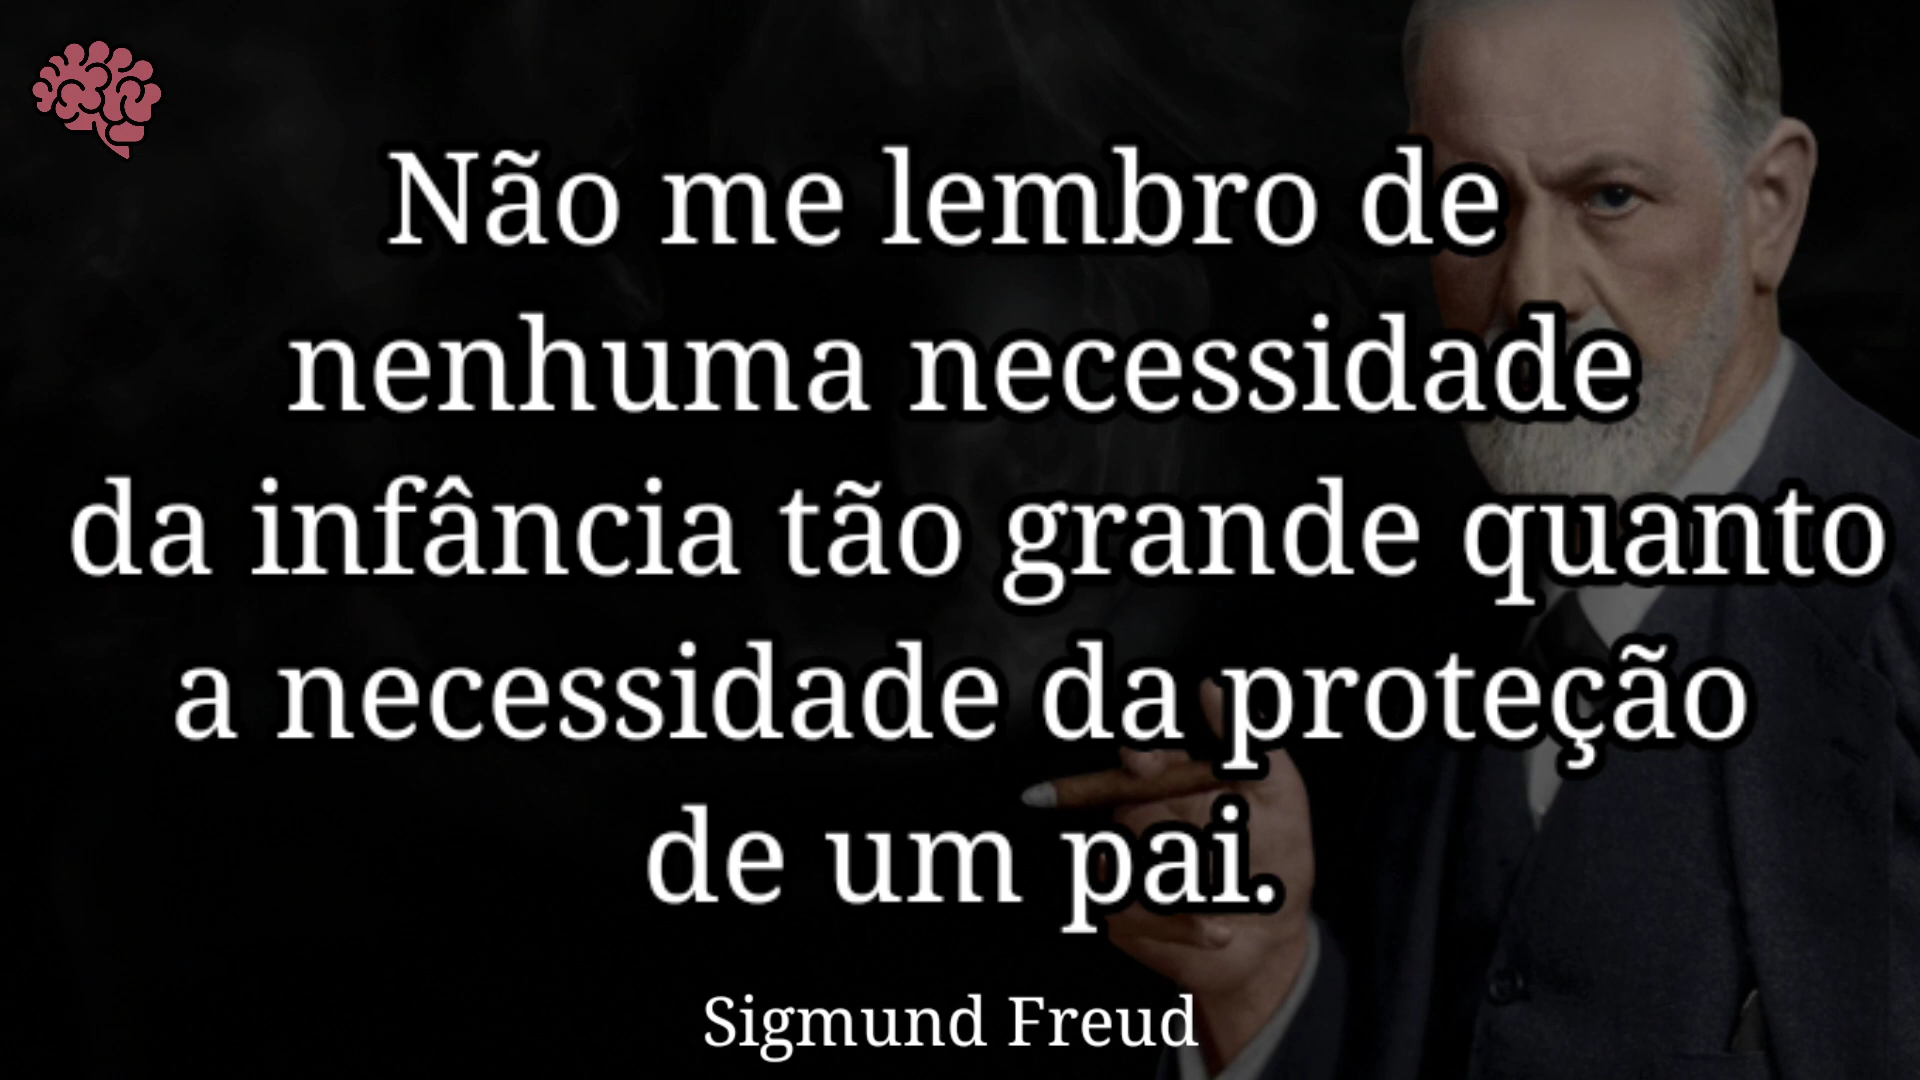 Não me lembro de
nenhuma necessidade
da infância tão grande quanto
a necessidade da proteção
de um pai.
Sigmund Freud